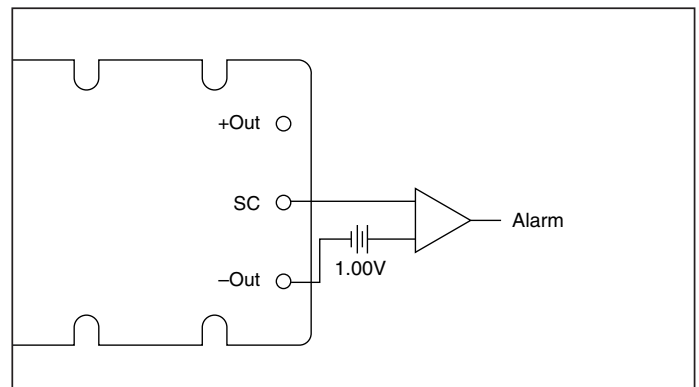 +Out
SC
Alarm
–Out
1.00V